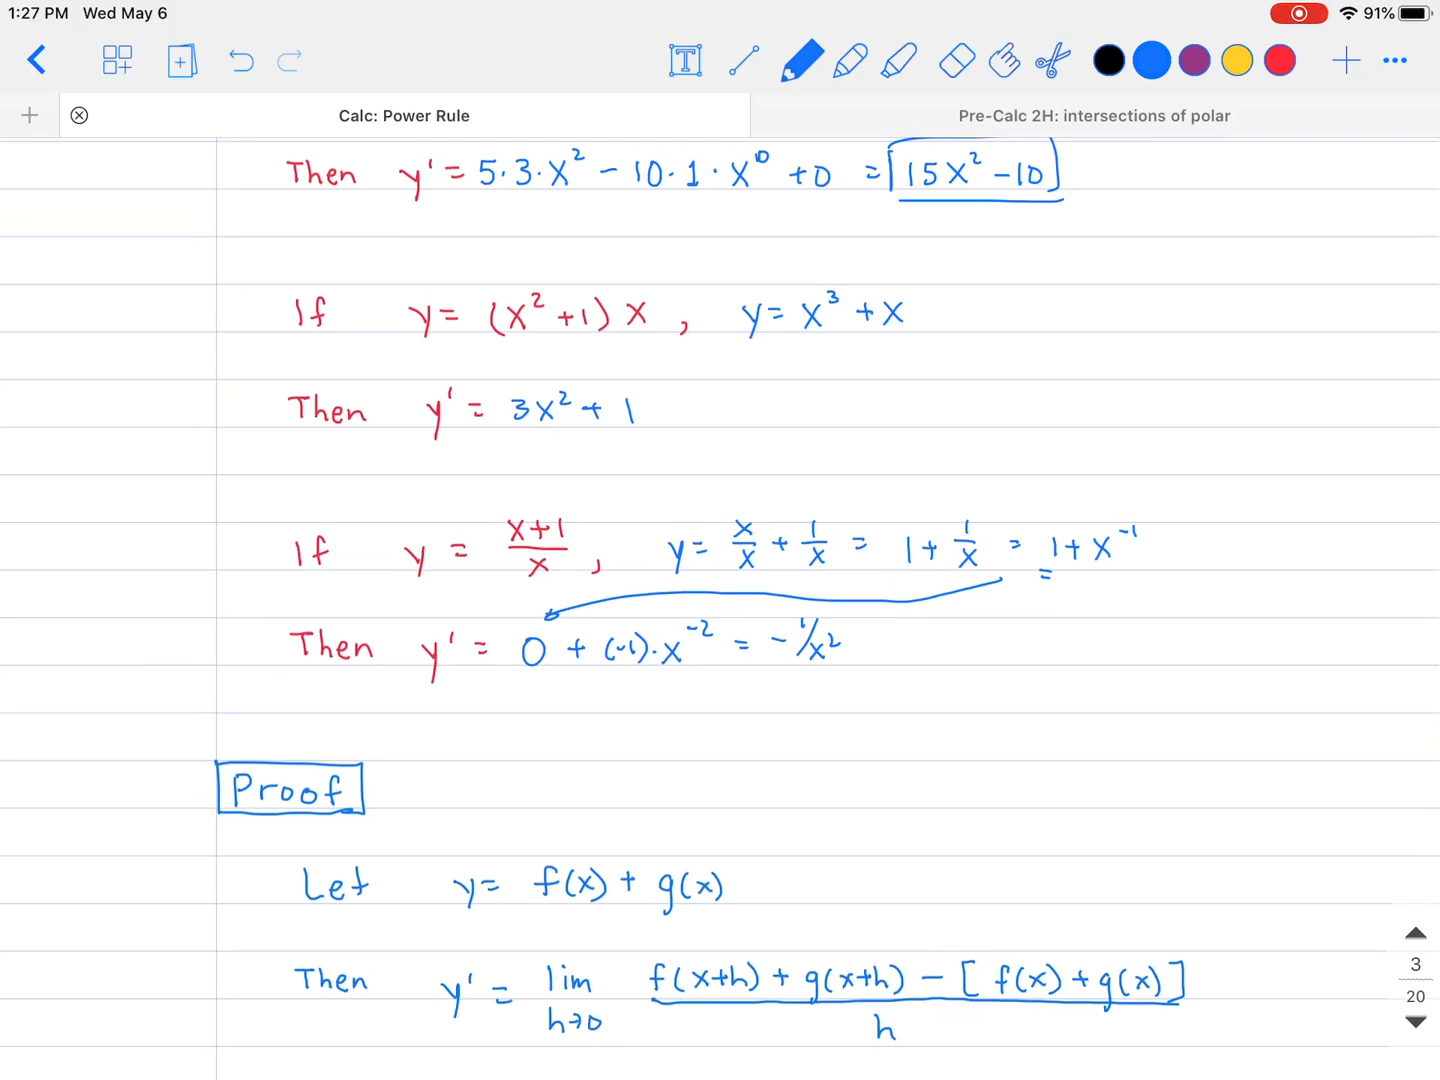 1:27 PM Wed May 6 91%
Calc: Power Rule
Pre-Calc 2H: intersections of polar
Then y' = 5·3·x² − 10·1·x⁰ + 0 = 15x² − 10
If y = (x² + 1) x , y = x³ + x
Then y' = 3x² + 1
If y = (x+1)/x , y = x/x + 1/x = 1 + 1/x = 1 + x⁻¹
Then y' = 0 + (-1)·x⁻² = - 1/x²
Proof
Let y = f(x) + g(x)
Then y' = lim h→0 (f(x+h) + g(x+h) − [f(x) + g(x)])/h
3
20